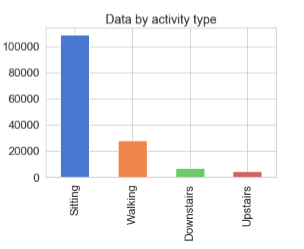 Data by activity type
100000
80000
60000
40000
20000
0
Sitting
Walking
Downstairs
Upstairs